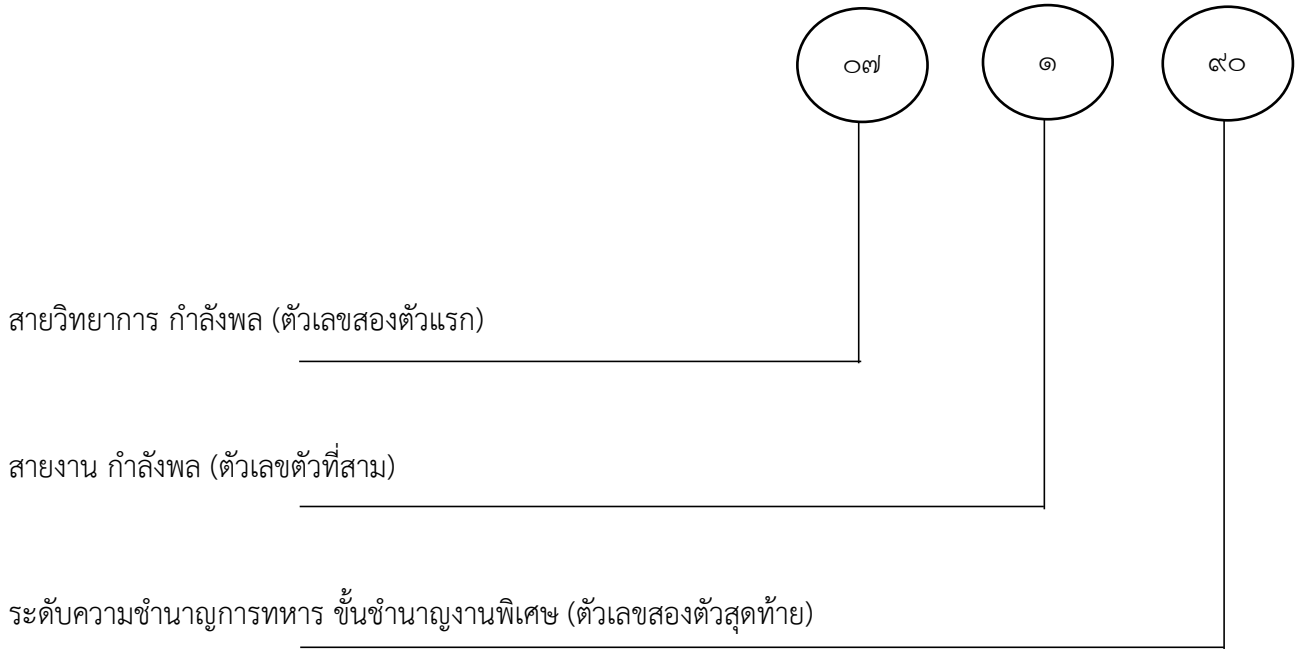 ๐๗ ๑ ๙๐
สายวิทยาการ กำลังพล (ตัวเลขสองตัวแรก)
สายงาน กำลังพล (ตัวเลขตัวที่สาม)
ระดับความชำนาญการทหาร ขั้นชำนาญงานพิเศษ (ตัวเลขสองตัวสุดท้าย)